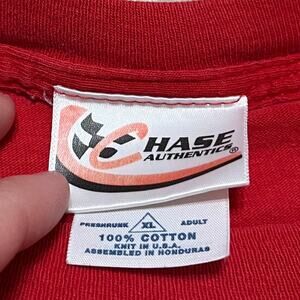 CHASE
AUTHENTICS®
PRESHRUNK XL ADULT
100% COTTON
KNIT IN U.S.A.
ASSEMBLED IN HONDURAS